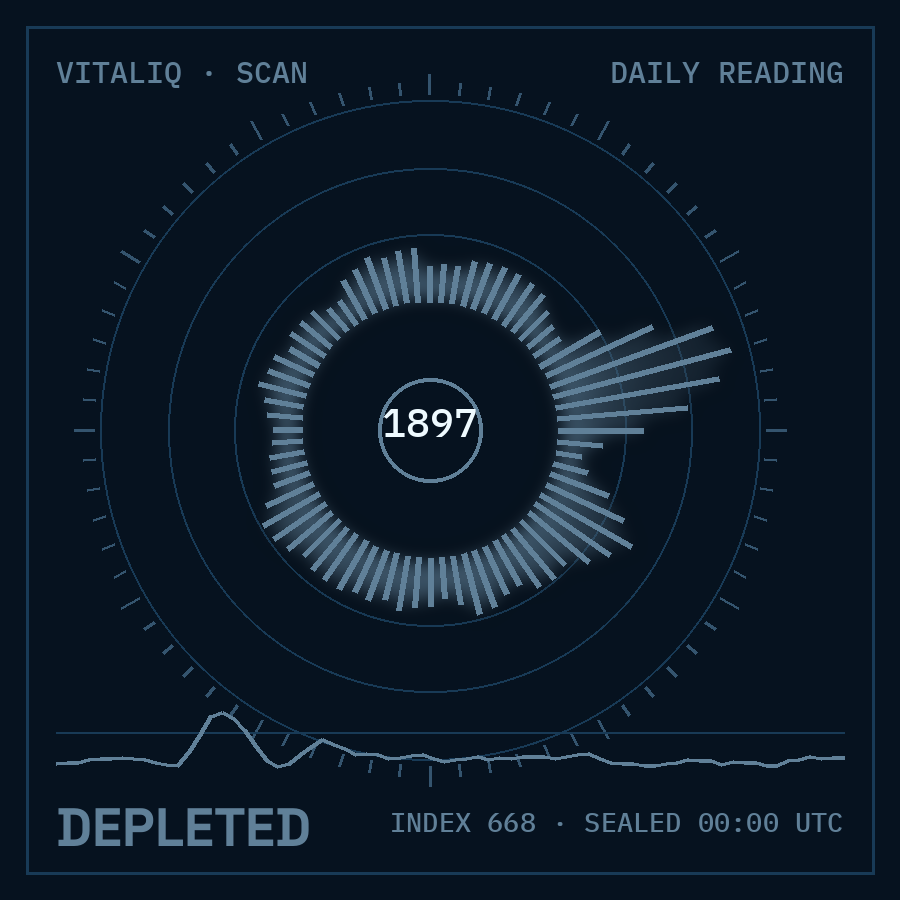 VITALIQ · SCAN
DAILY READING
1897
DEPLETED
INDEX 668 · SEALED 00:00 UTC